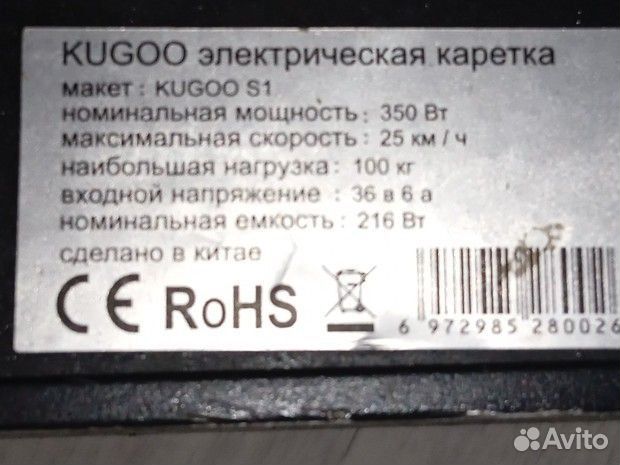 KUGOO электрическая каретка
макет : KUGOO S1
номинальная мощность : 350 Вт
максимальная скорость : 25 км / ч
наибольшая нагрузка : 100 кг
входной напряжение : 36 в 6 а
номинальная емкость : 216 Вт
сделано в китае
CE RoHS
6 972985 280026
Avito